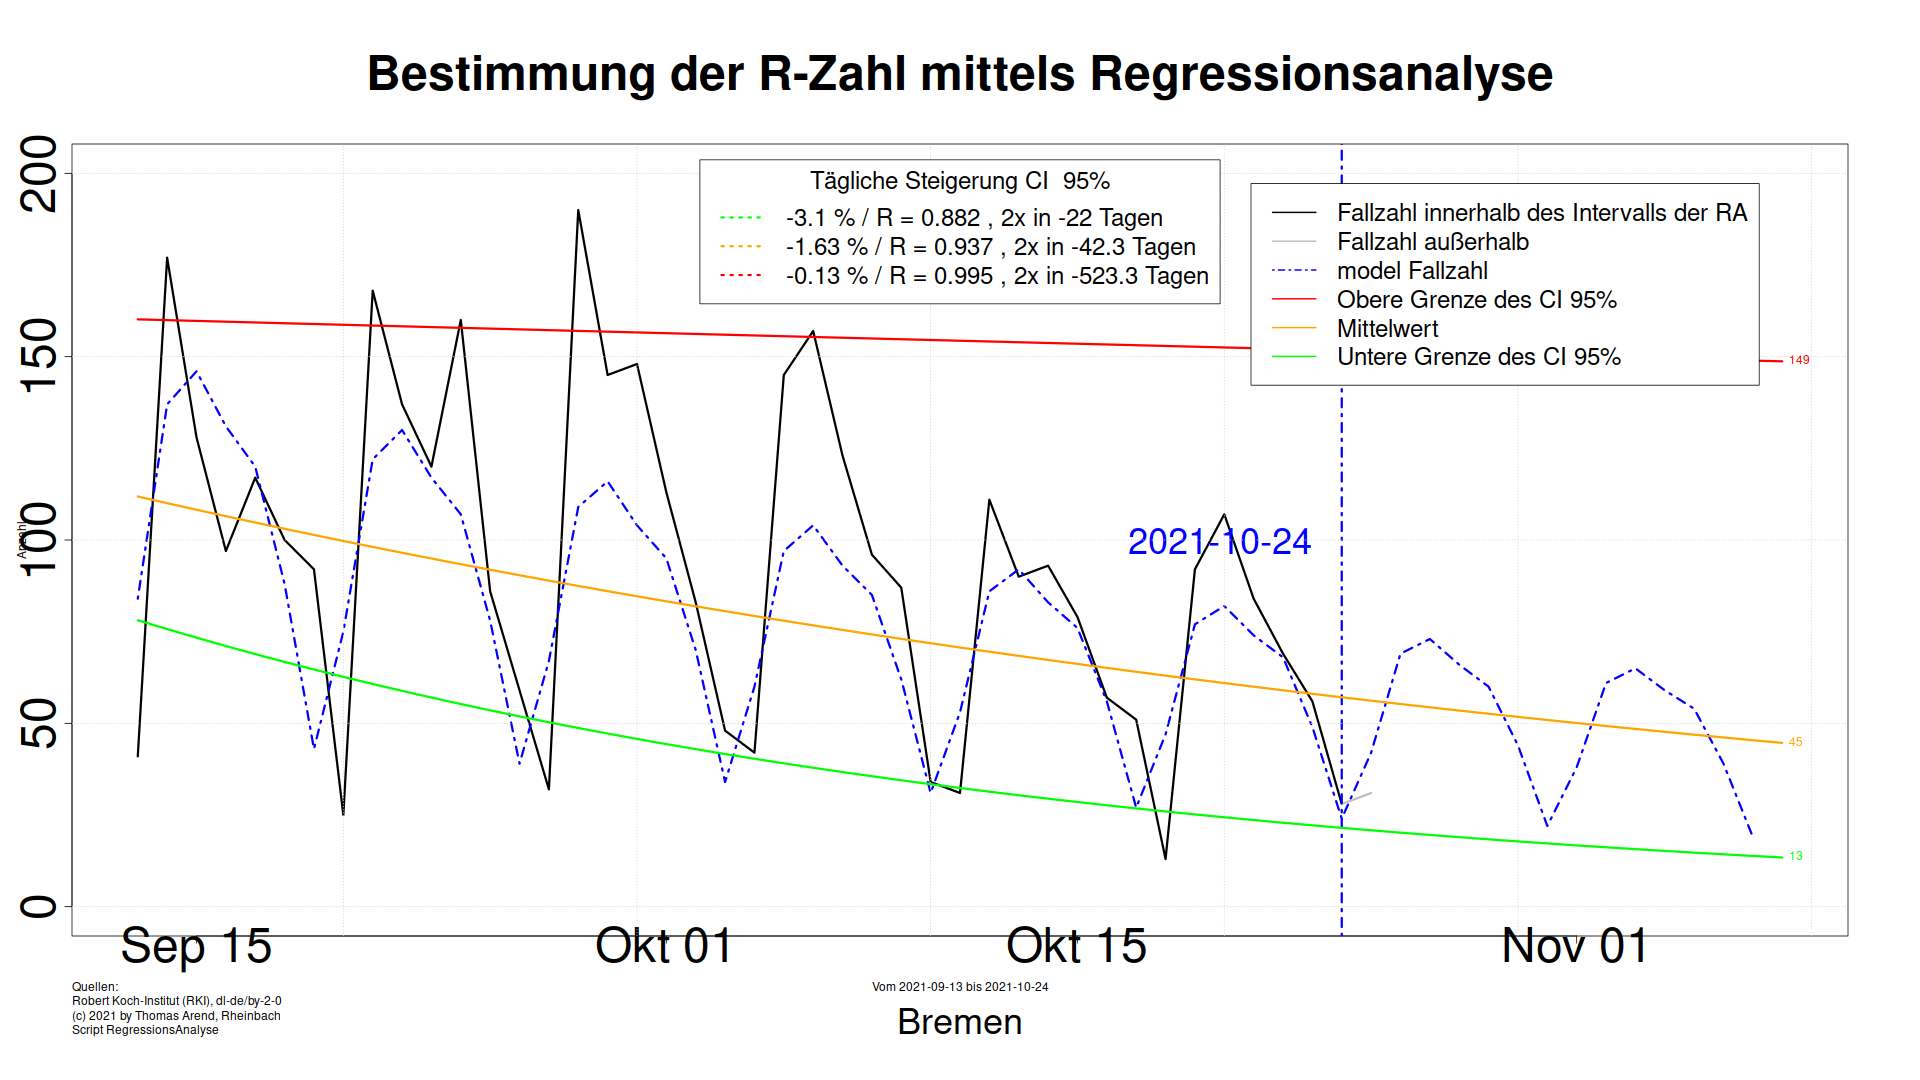 Bestimmung der R-Zahl mittels Regressionsanalyse
Anzahl
200
150
100
50
0
Tägliche Steigerung CI 95%
-3.1 % / R = 0.882 , 2x in -22 Tagen
-1.63 % / R = 0.937 , 2x in -42.3 Tagen
-0.13 % / R = 0.995 , 2x in -523.3 Tagen
Fallzahl innerhalb des Intervalls der RA
Fallzahl außerhalb
model Fallzahl
Obere Grenze des CI 95%
Mittelwert
Untere Grenze des CI 95%
149
2021-10-24
45
13
Sep 15
Okt 01
Okt 15
Nov 01
Quellen:
Robert Koch-Institut (RKI), dl-de/by-2-0
(c) 2021 by Thomas Arend, Rheinbach
Script RegressionsAnalyse
Vom 2021-09-13 bis 2021-10-24
Bremen